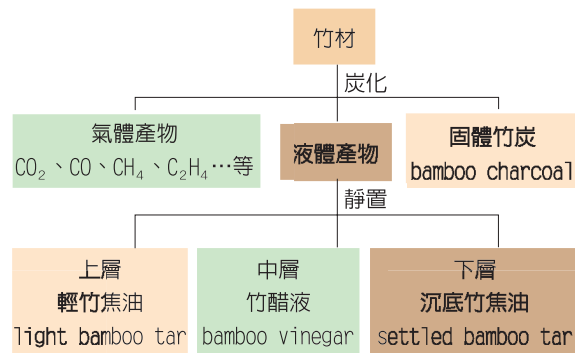 竹材
炭化
氣體產物
CO₂、CO、CH₄、C₂H₄…等
液體產物
固體竹炭
bamboo charcoal
靜置
上層
輕竹焦油
light bamboo tar
中層
竹醋液
bamboo vinegar
下層
沉底竹焦油
settled bamboo tar